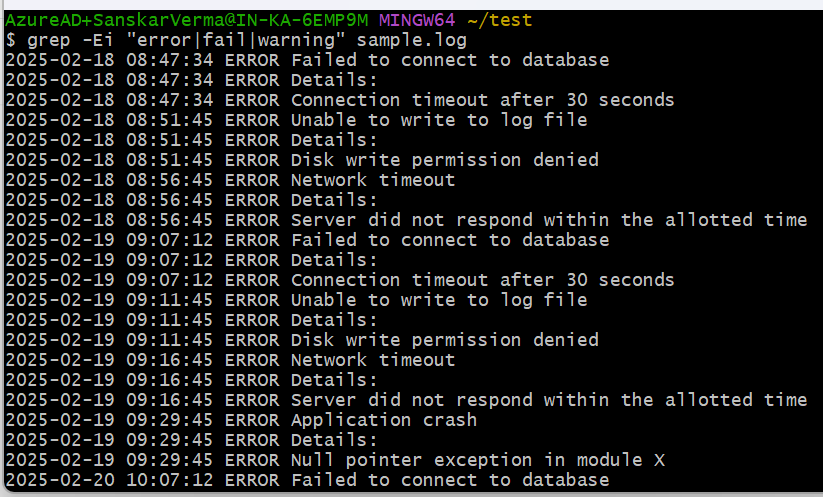 AzureAD+SanskarVerma@IN-KA-6EMP9M MINGW64 ~/test
$ grep -Ei "error|fail|warning" sample.log
2025-02-18 08:47:34 ERROR Failed to connect to database
2025-02-18 08:47:34 ERROR Details:
2025-02-18 08:47:34 ERROR Connection timeout after 30 seconds
2025-02-18 08:51:45 ERROR Unable to write to log file
2025-02-18 08:51:45 ERROR Details:
2025-02-18 08:51:45 ERROR Disk write permission denied
2025-02-18 08:56:45 ERROR Network timeout
2025-02-18 08:56:45 ERROR Details:
2025-02-18 08:56:45 ERROR Server did not respond within the allotted time
2025-02-19 09:07:12 ERROR Failed to connect to database
2025-02-19 09:07:12 ERROR Details:
2025-02-19 09:07:12 ERROR Connection timeout after 30 seconds
2025-02-19 09:11:45 ERROR Unable to write to log file
2025-02-19 09:11:45 ERROR Details:
2025-02-19 09:11:45 ERROR Disk write permission denied
2025-02-19 09:16:45 ERROR Network timeout
2025-02-19 09:16:45 ERROR Details:
2025-02-19 09:16:45 ERROR Server did not respond within the allotted time
2025-02-19 09:29:45 ERROR Application crash
2025-02-19 09:29:45 ERROR Details:
2025-02-19 09:29:45 ERROR Null pointer exception in module X
2025-02-20 10:07:12 ERROR Failed to connect to database